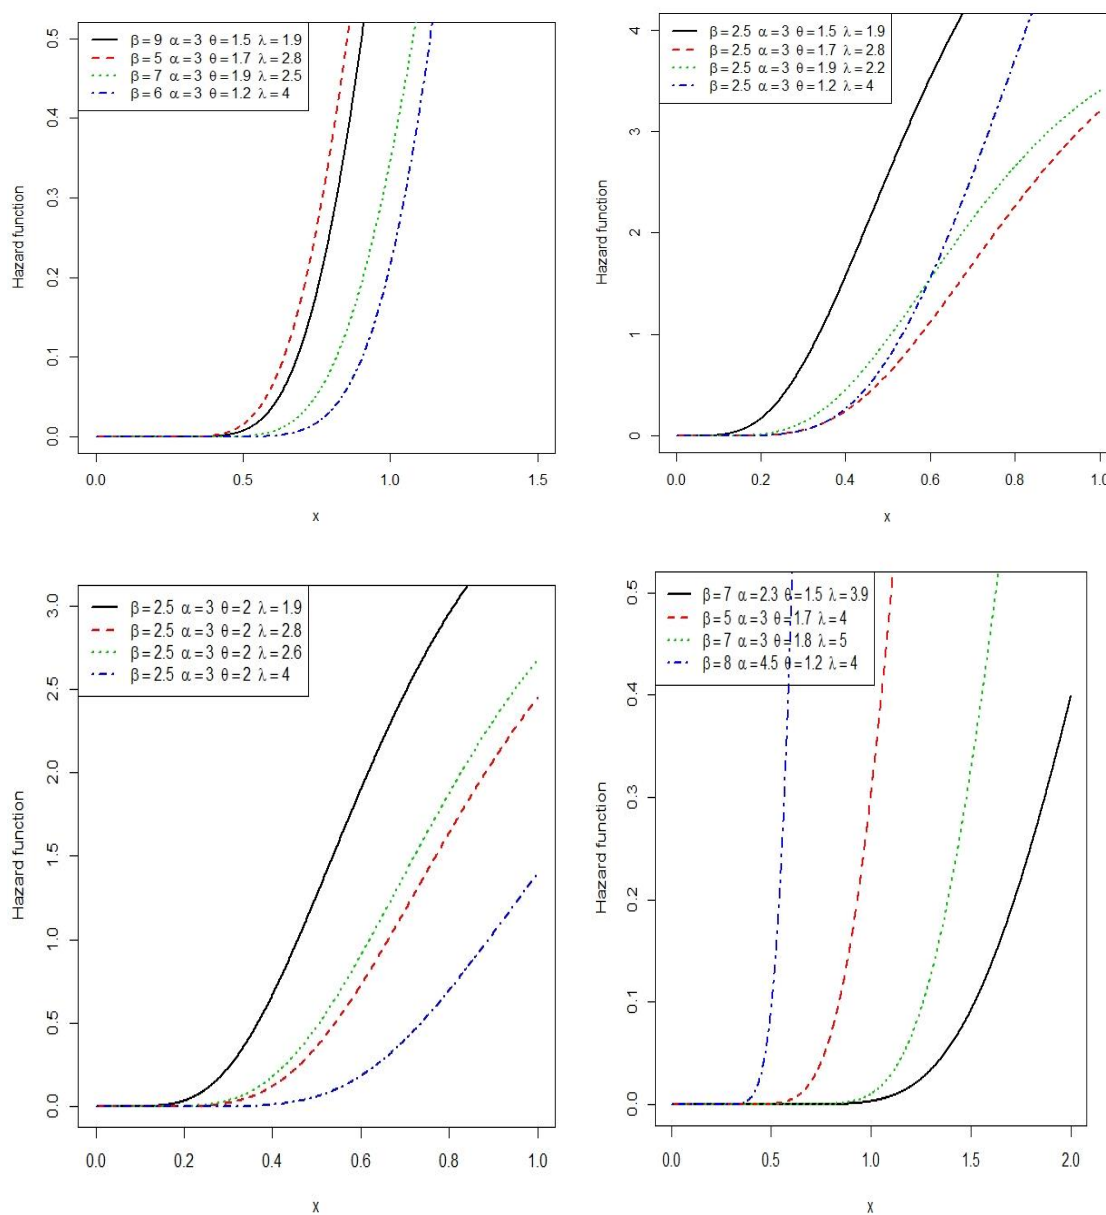 β = 9 α = 3 θ = 1.5 λ = 1.9
β = 5 α = 3 θ = 1.7 λ = 2.8
β = 7 α = 3 θ = 1.9 λ = 2.5
β = 6 α = 3 θ = 1.2 λ = 4
Hazard function
0.5
0.4
0.3
0.2
0.1
0.0
0.0 0.5 1.0 1.5
x
β = 2.5 α = 3 θ = 1.5 λ = 1.9
β = 2.5 α = 3 θ = 1.7 λ = 2.8
β = 2.5 α = 3 θ = 1.9 λ = 2.2
β = 2.5 α = 3 θ = 1.2 λ = 4
Hazard function
4
3
2
1
0
0.0 0.2 0.4 0.6 0.8 1.0
x
β = 2.5 α = 3 θ = 2 λ = 1.9
β = 2.5 α = 3 θ = 2 λ = 2.8
β = 2.5 α = 3 θ = 2 λ = 2.6
β = 2.5 α = 3 θ = 2 λ = 4
Hazard function
3.0
2.5
2.0
1.5
1.0
0.5
0.0
0.0 0.2 0.4 0.6 0.8 1.0
x
β = 7 α = 2.3 θ = 1.5 λ = 3.9
β = 5 α = 3 θ = 1.7 λ = 4
β = 7 α = 3 θ = 1.8 λ = 5
β = 8 α = 4.5 θ = 1.2 λ = 4
Hazard function
0.5
0.4
0.3
0.2
0.1
0.0
0.0 0.5 1.0 1.5 2.0
x